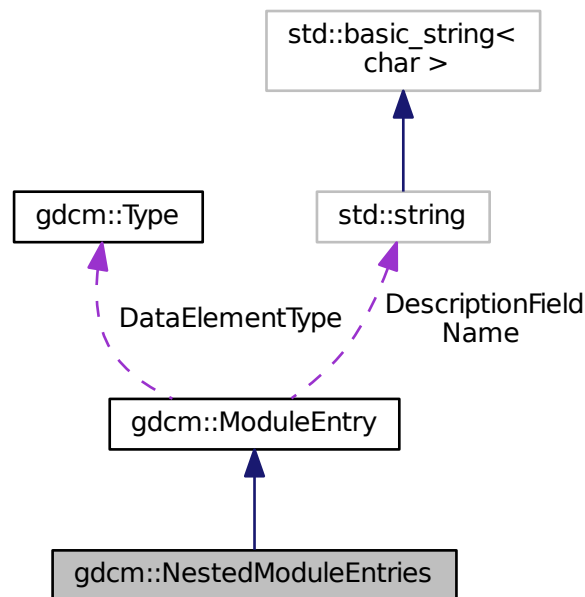 std::basic_string<
char >
gdcm::Type
std::string
DataElementType
DescriptionField
Name
gdcm::ModuleEntry
gdcm::NestedModuleEntries